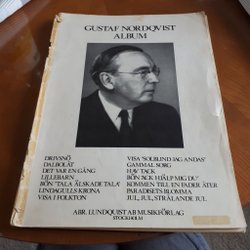 GUSTAF NORDQVIST
ALBUM
DRIVSNÖ
DALBOLÅT
DET VAR EN GÅNG
LILLEBARN
BÖN "TALA, ÄLSKADE TALA"
LINDAGULLS KRONA
VISA I FOLKTON
VISA "SOLBLIND JAG ANDAS"
GAMMAL SORG
HAV TACK
BÖN "ACK HJÄLP MIG DU"
KOMMEN TILL EN FADER ÅTER
PARADISETS BLOMMA
JUL, JUL, STRÅLANDE JUL
ABR. LUNDQUIST AB MUSIKFÖRLAG
STOCKHOLM